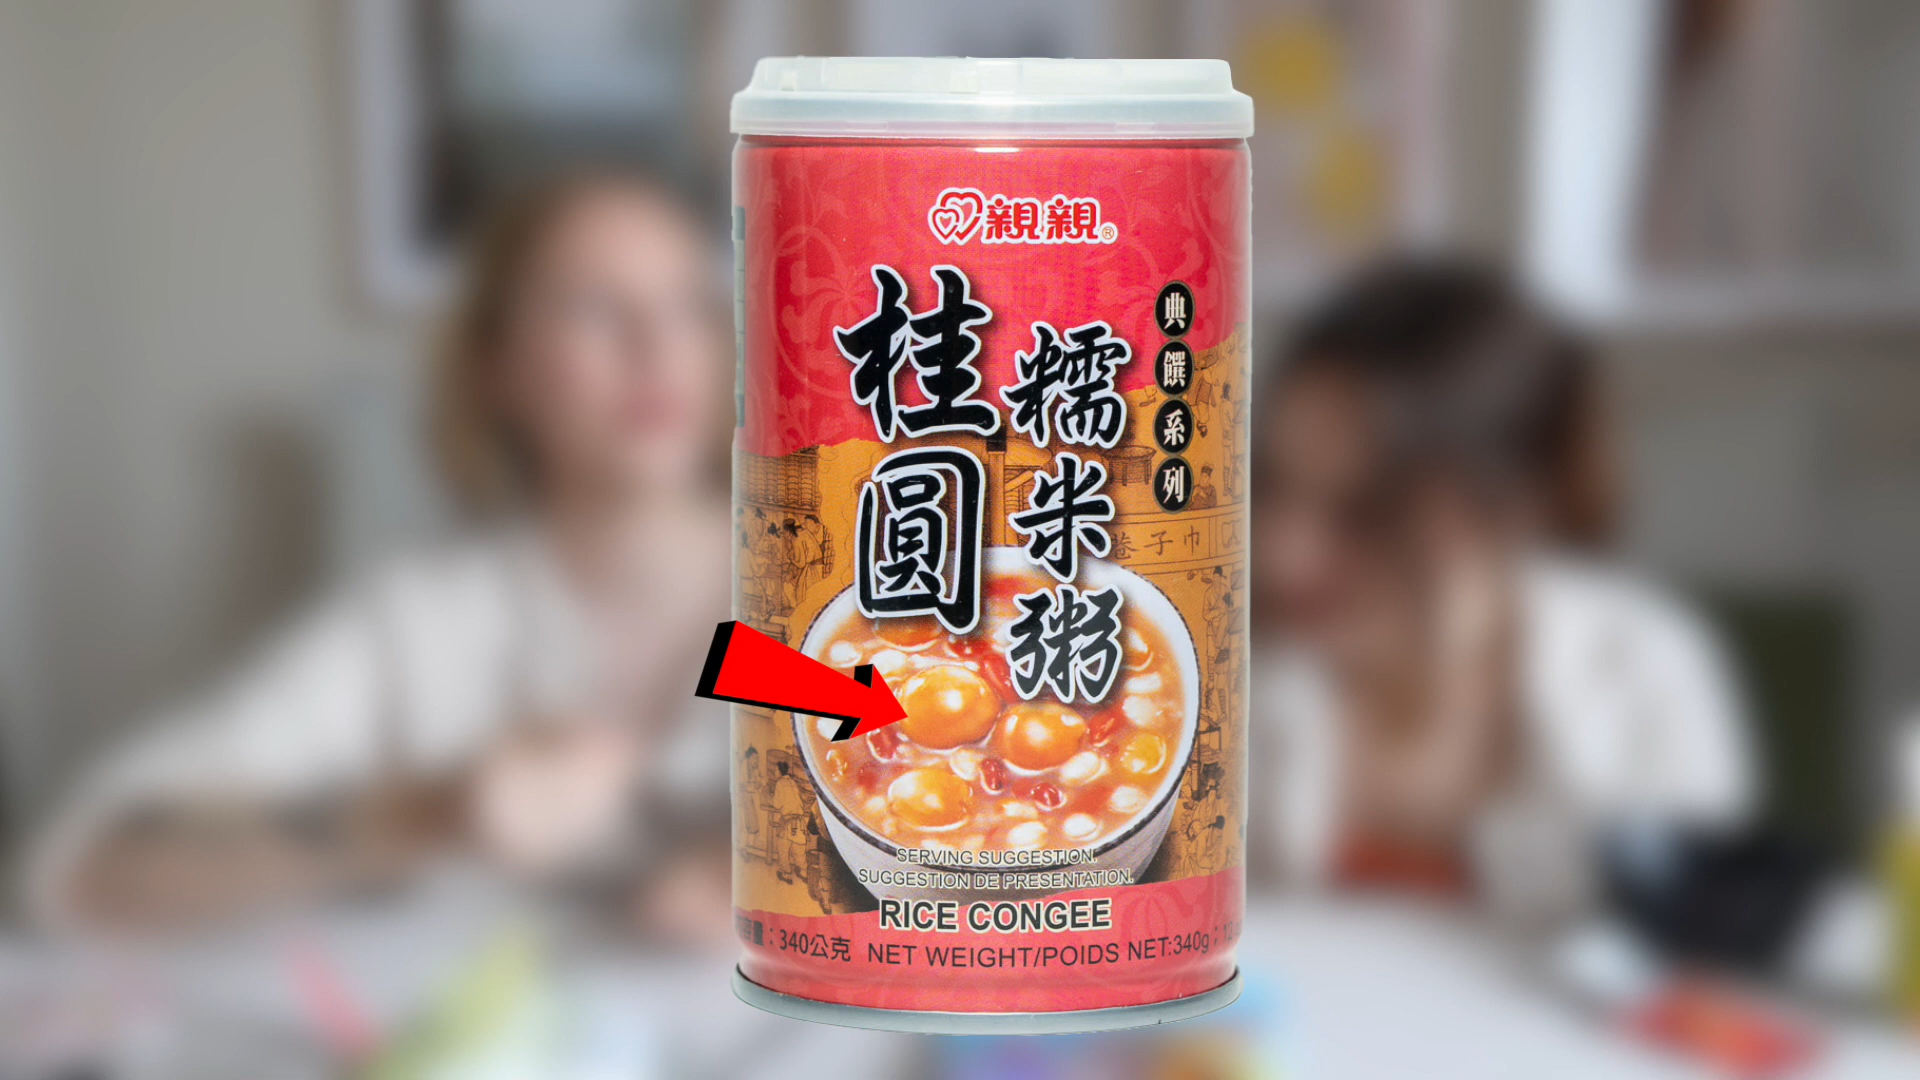 親親®
桂圓
糯米粥
典饌系列
巷子巾
SERVING SUGGESTION.
SUGGESTION DE PRESENTATION.
RICE CONGEE
量：340公克 NET WEIGHT/POIDS NET:340g